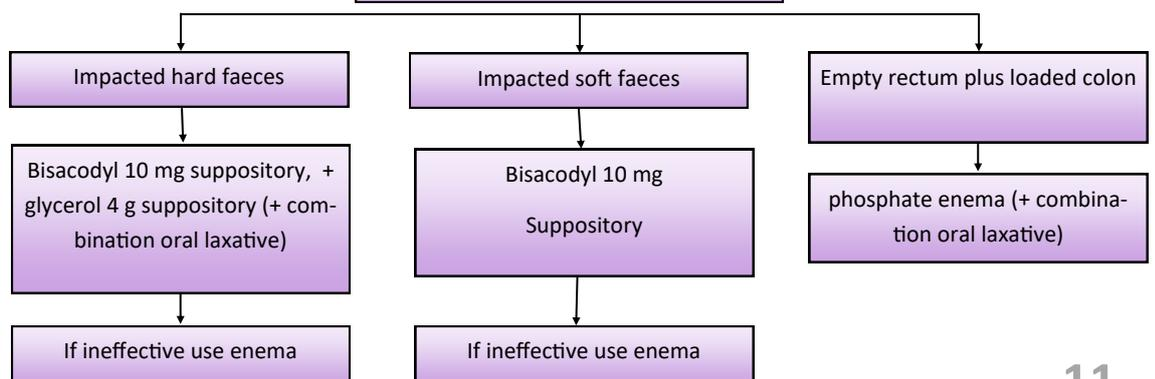 Impacted hard faeces
Bisacodyl 10 mg suppository, +
glycerol 4 g suppository (+ com-
bination oral laxative)
If ineffective use enema
Impacted soft faeces
Bisacodyl 10 mg
Suppository
If ineffective use enema
Empty rectum plus loaded colon
phosphate enema (+ combina-
tion oral laxative)
11